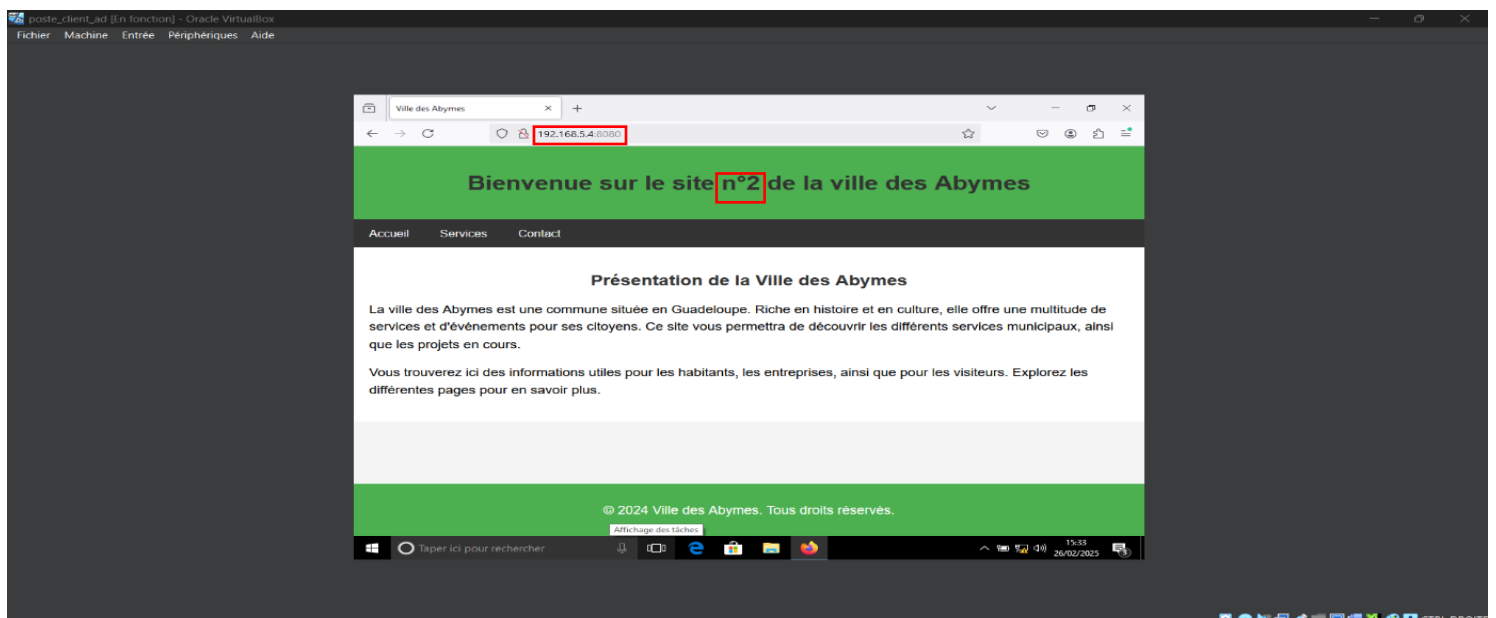 poste_client_ad [En fonction] - Oracle VirtualBox
Fichier Machine Entrée Périphériques Aide
Ville des Abymes
192.168.5.4:8080
Bienvenue sur le site n°2 de la ville des Abymes
Accueil Services Contact
Présentation de la Ville des Abymes
La ville des Abymes est une commune située en Guadeloupe. Riche en histoire et en culture, elle offre une multitude de
services et d'événements pour ses citoyens. Ce site vous permettra de découvrir les différents services municipaux, ainsi
que les projets en cours.
Vous trouverez ici des informations utiles pour les habitants, les entreprises, ainsi que pour les visiteurs. Explorez les
différentes pages pour en savoir plus.
© 2024 Ville des Abymes. Tous droits réservés.
Affichage des tâches
Taper ici pour rechercher
15:33
26/02/2025